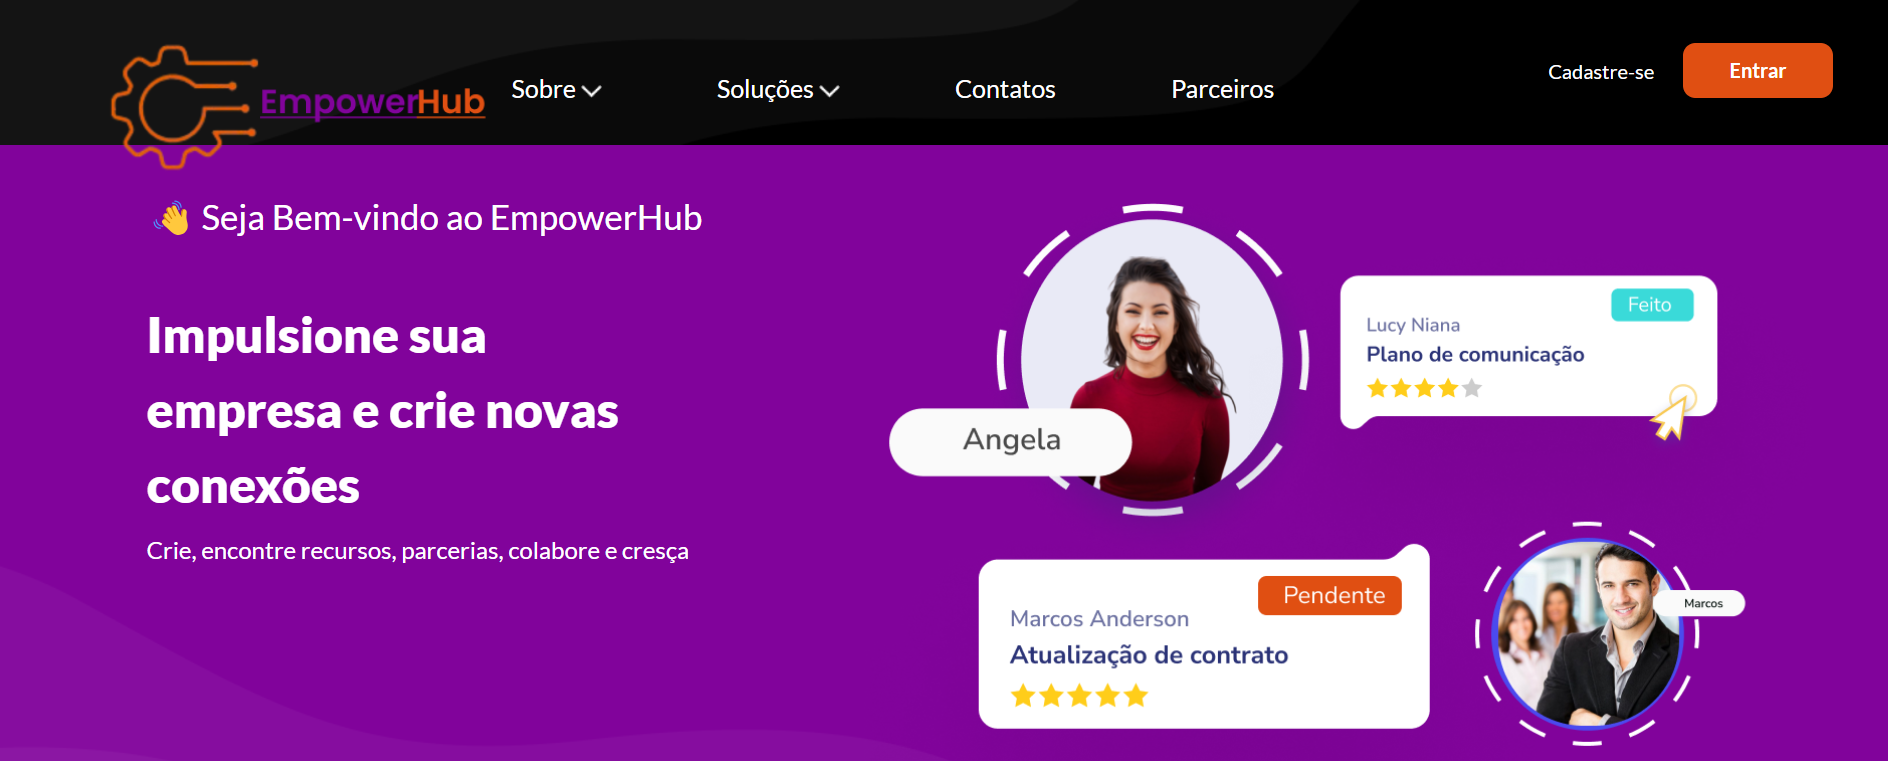 EmpowerHub
Sobre
Soluções
Contatos
Parceiros
Cadastre-se
Entrar
Seja Bem-vindo ao EmpowerHub
Impulsione sua
empresa e crie novas
conexões
Crie, encontre recursos, parcerias, colabore e cresça
Angela
Feito
Lucy Niana
Plano de comunicação
Pendente
Marcos Anderson
Atualização de contrato
Marcos